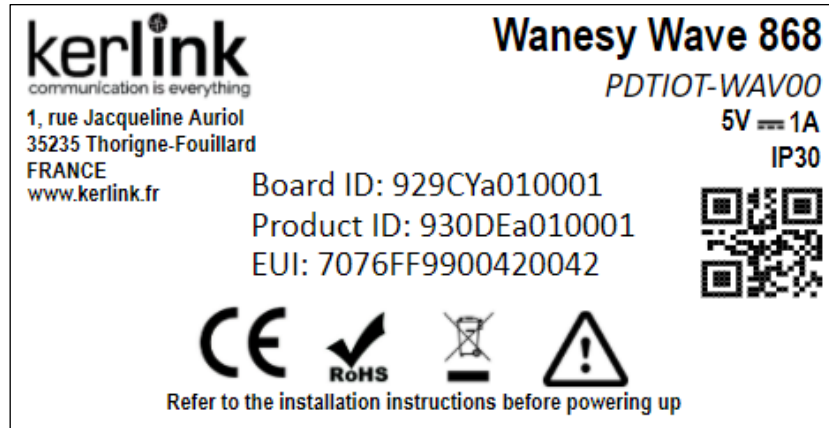 kerlink
communication is everything
1, rue Jacqueline Auriol
35235 Thorigne-Fouillard
FRANCE
www.kerlink.fr
Wanesy Wave 868
PDTIOT-WAV00
5V ⎓ 1A
IP30
Board ID: 929CYa010001
Product ID: 930DEa010001
EUI: 7076FF9900420042
CE
RoHS
Refer to the installation instructions before powering up